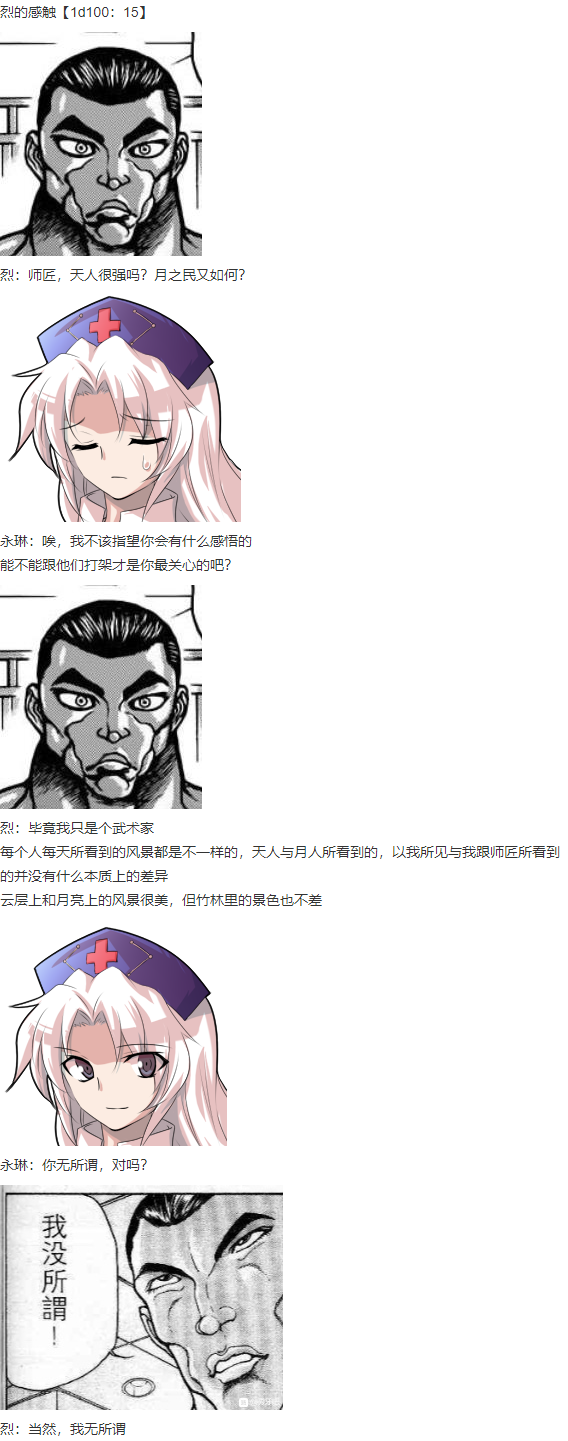 烈的感触【1d100：15】
烈：师匠，天人很强吗？月之民又如何？
永琳：唉，我不该指望你会有什么感悟的
能不能跟他们打架才是你最关心的吧？
烈：毕竟我只是个武术家
每个人每天所看到的风景都是不一样的，天人与月人所看到的，以我所见与我跟师匠所看到
的并没有什么本质上的差异
云层上和月亮上的风景很美，但竹林里的景色也不差
永琳：你无所谓，对吗？
我没所謂！
烈：当然，我无所谓